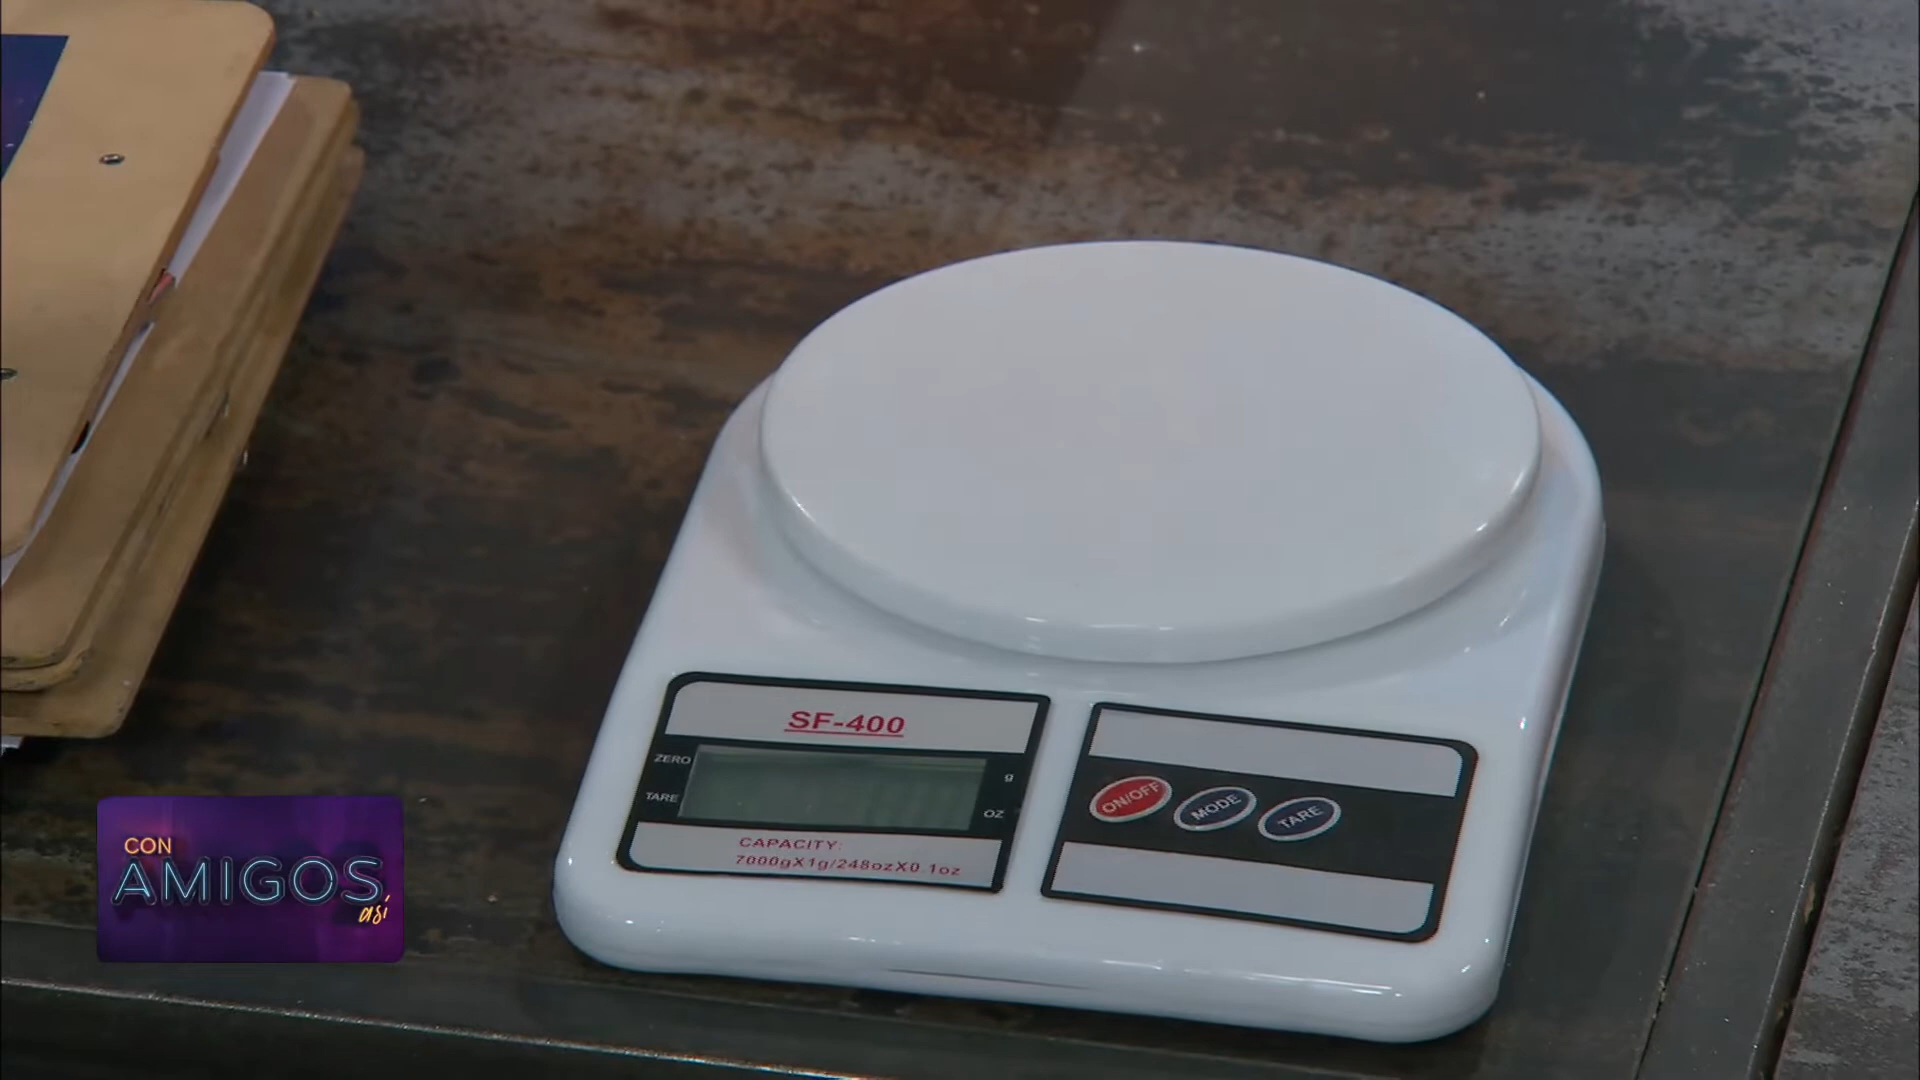 SF-400
ZERO
g
TARE
OZ
CAPACITY:
7000gX1g/248ozX0.1oz
ON/OFF
MODE
TARE
CON
AMIGOS
así